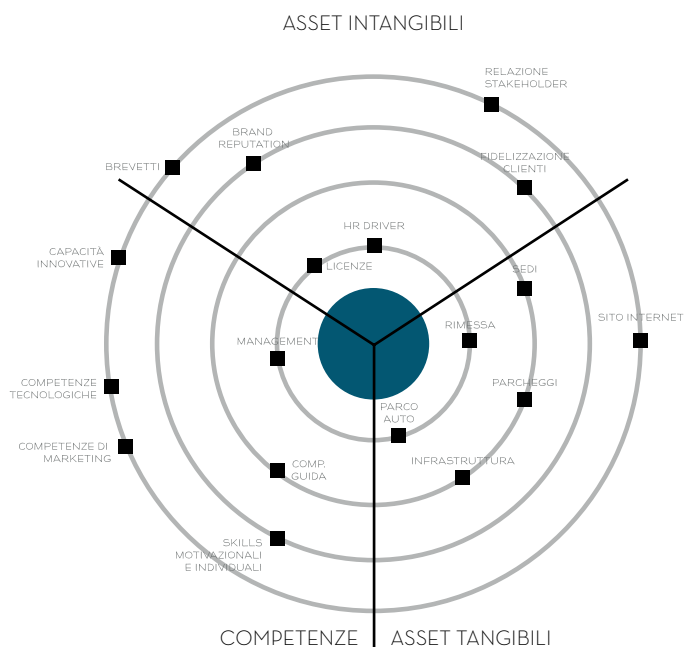 ASSET INTANGIBILI
RELAZIONE
STAKEHOLDER
BRAND
REPUTATION
FIDELIZZAZIONE
CLIENTI
BREVETTI
HR DRIVER
CAPACITÀ
INNOVATIVE
LICENZE
SEDI
SITO INTERNET
RIMESSA
MANAGEMENT
COMPETENZE
TECNOLOGICHE
PARCHEGGI
PARCO
AUTO
COMPETENZE DI
MARKETING
COMP.
GUIDA
INFRASTRUTTURA
SKILLS
MOTIVAZIONALI
E INDIVIDUALI
COMPETENZE
ASSET TANGIBILI